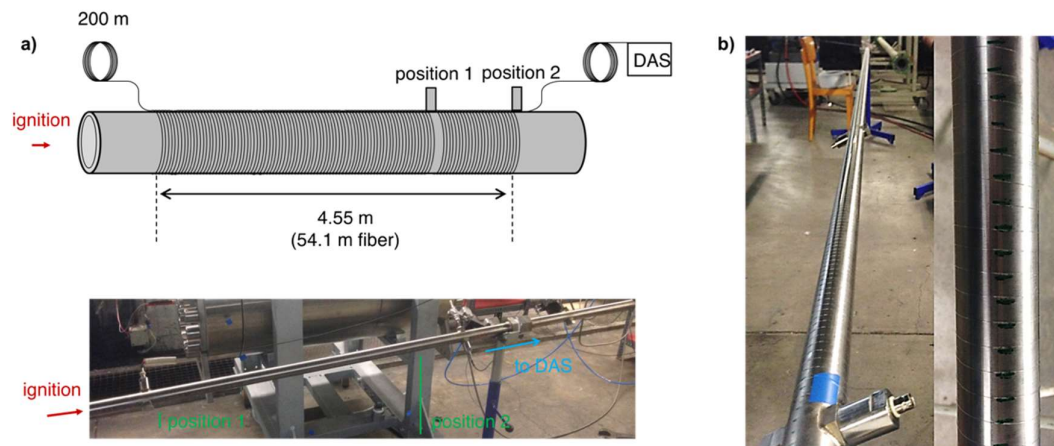 a)
200 m
position 1
position 2
DAS
ignition
4.55 m
(54.1 m fiber)
ignition
to DAS
position 1
position 2
b)